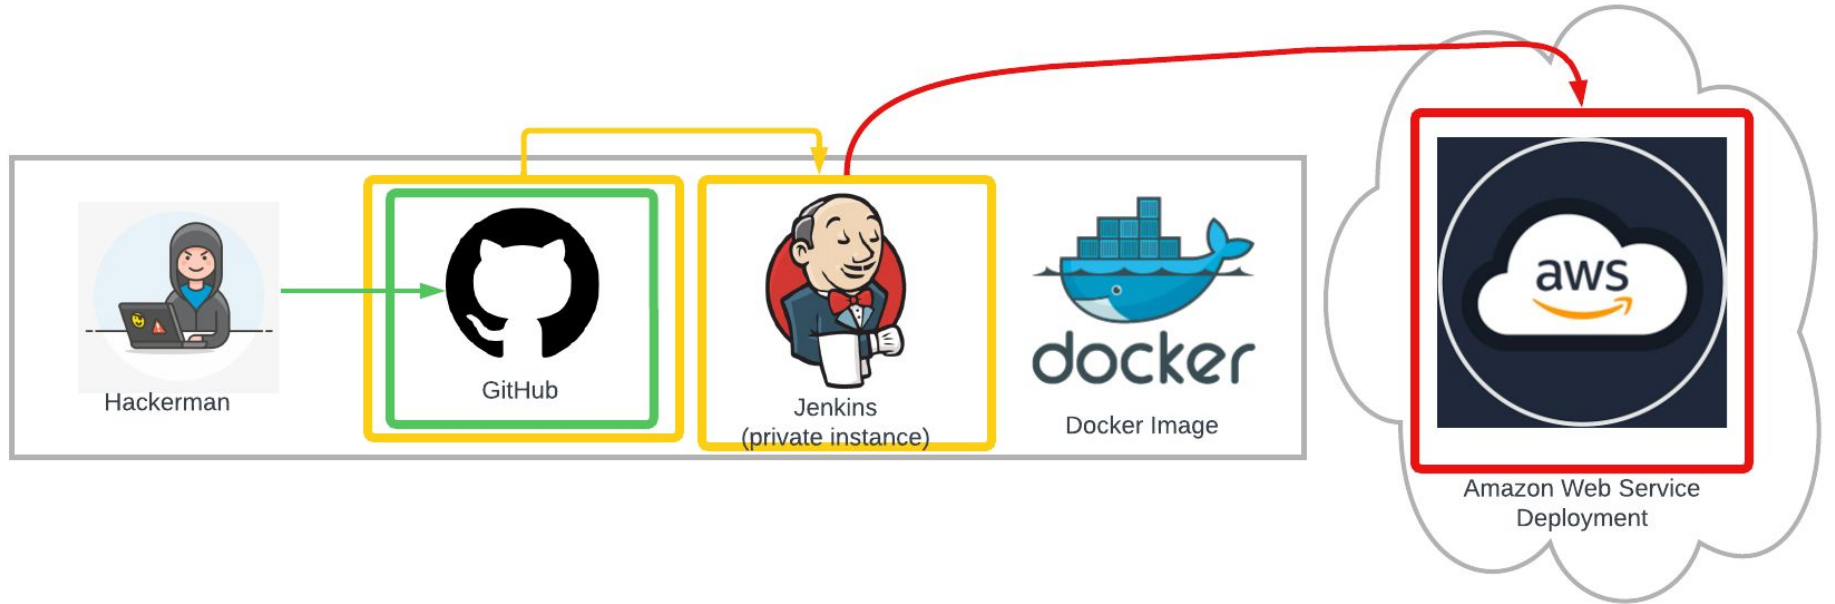 Hackerman
GitHub
Jenkins
(private instance)
docker
Docker Image
aws
Amazon Web Service
Deployment